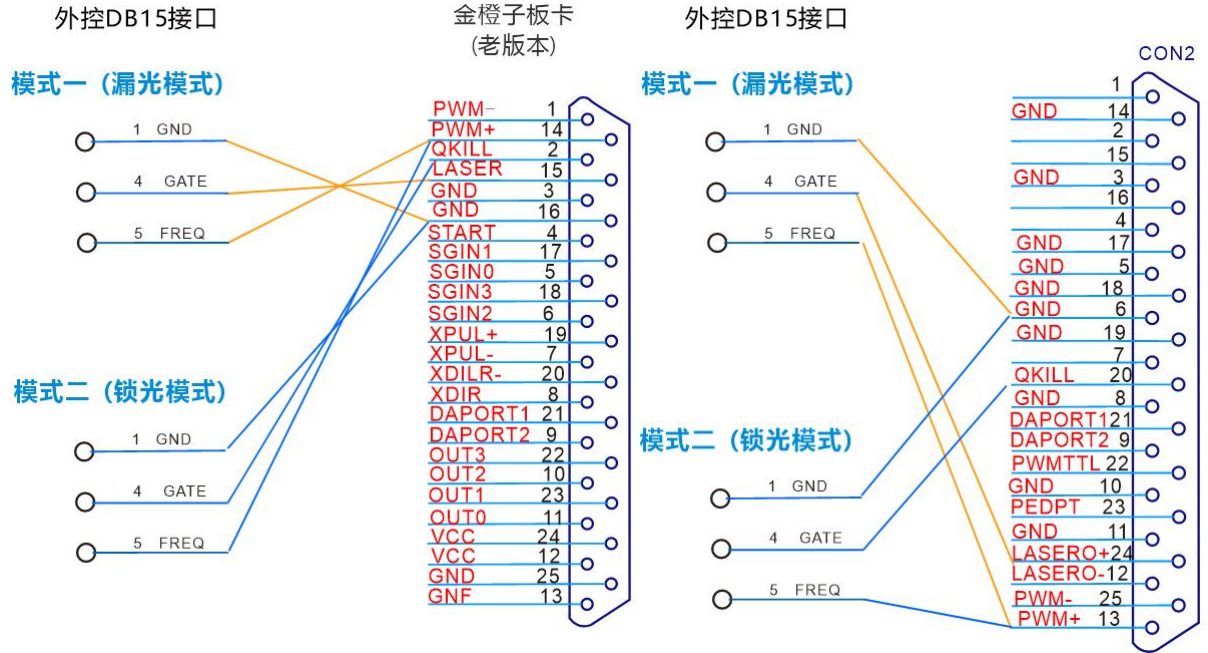 外控DB15接口
模式一（漏光模式）
1 GND
4 GATE
5 FREQ
模式二（锁光模式）
1 GND
4 GATE
5 FREQ
金橙子板卡
(老版本)
PWM- 1
PWM+ 14
QKILL 2
LASER 15
GND 3
GND 16
START 4
SGIN1 17
SGIN0 5
SGIN3 18
SGIN2 6
XPUL+ 19
XPUL- 7
XDILR- 20
XDIR 8
DAPORT1 21
DAPORT2 9
OUT3 22
OUT2 10
OUT1 23
OUT0 11
VCC 24
VCC 12
GND 25
GNF 13
外控DB15接口
模式一（漏光模式）
1 GND
4 GATE
5 FREQ
模式二（锁光模式）
1 GND
4 GATE
5 FREQ
CON2
1
GND 14
2
15
GND 3
16
4
GND 17
GND 5
GND 18
GND 6
GND 19
7
QKILL 20
GND 8
DAPORT1 21
DAPORT2 9
PWMTTL 22
GND 10
PEDPT 23
GND 11
LASERO+ 24
LASERO- 12
PWM- 25
PWM+ 13